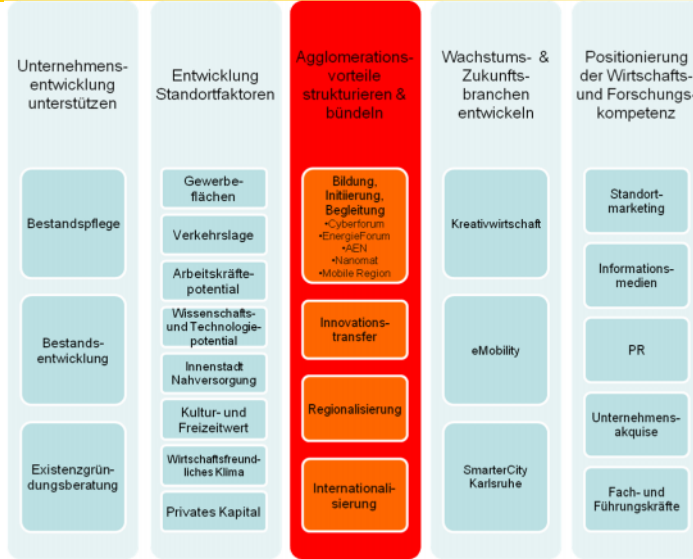 Unternehmens-
entwicklung
unterstützen
Bestandspflege
Bestands-
entwicklung
Existenzgrün-
dungsberatung
Entwicklung
Standortfaktoren
Gewerbe-
flächen
Verkehrslage
Arbeitskräfte-
potential
Wissenschafts-
und Technologie-
potential
Innenstadt
Nahversorgung
Kultur- und
Freizeitwert
Wirtschaftsfreund-
liches Klima
Privates Kapital
Agglomerations-
vorteile
strukturieren &
bündeln
Bildung,
Initiierung,
Begleitung
•Cyberforum
•EnergieForum
•AEN
•Nanomat
•Mobile Region
Innovations-
transfer
Regionalisierung
Internationali-
sierung
Wachstums- &
Zukunfts-
branchen
entwickeln
Kreativwirtschaft
eMobility
SmarterCity
Karlsruhe
Positionierung
der Wirtschafts-
und Forschungs-
kompetenz
Standort-
marketing
Informations-
medien
PR
Unternehmens-
akquise
Fach- und
Führungskräfte